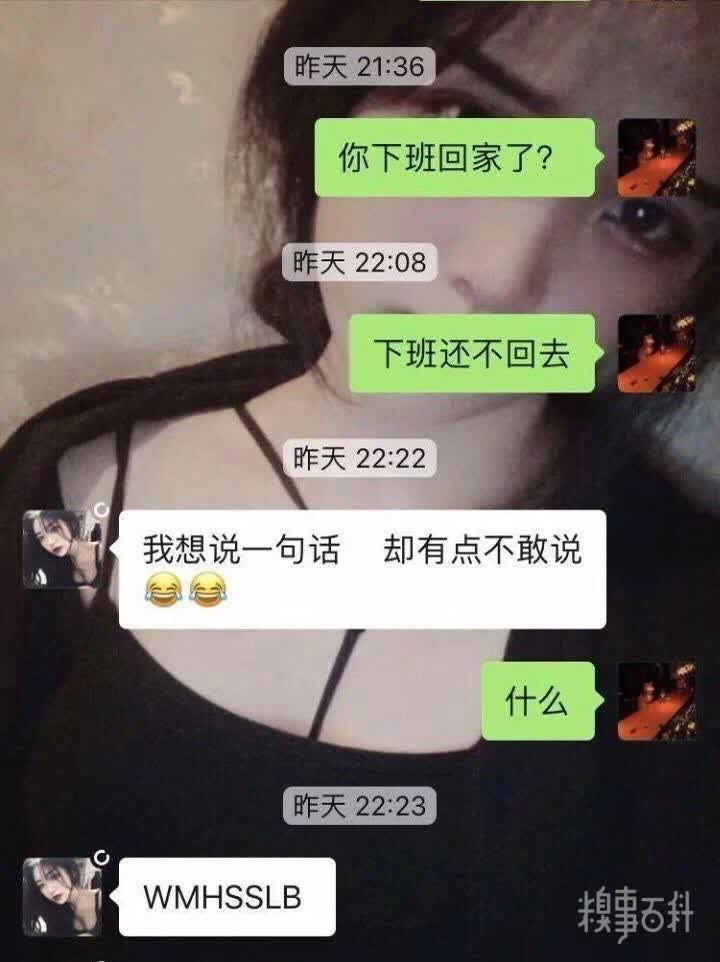 昨天 21:36
你下班回家了？
昨天 22:08
下班还不回去
昨天 22:22
我想说一句话 却有点不敢说
😂😂
什么
昨天 22:23
WMHSSLB
糗事百科